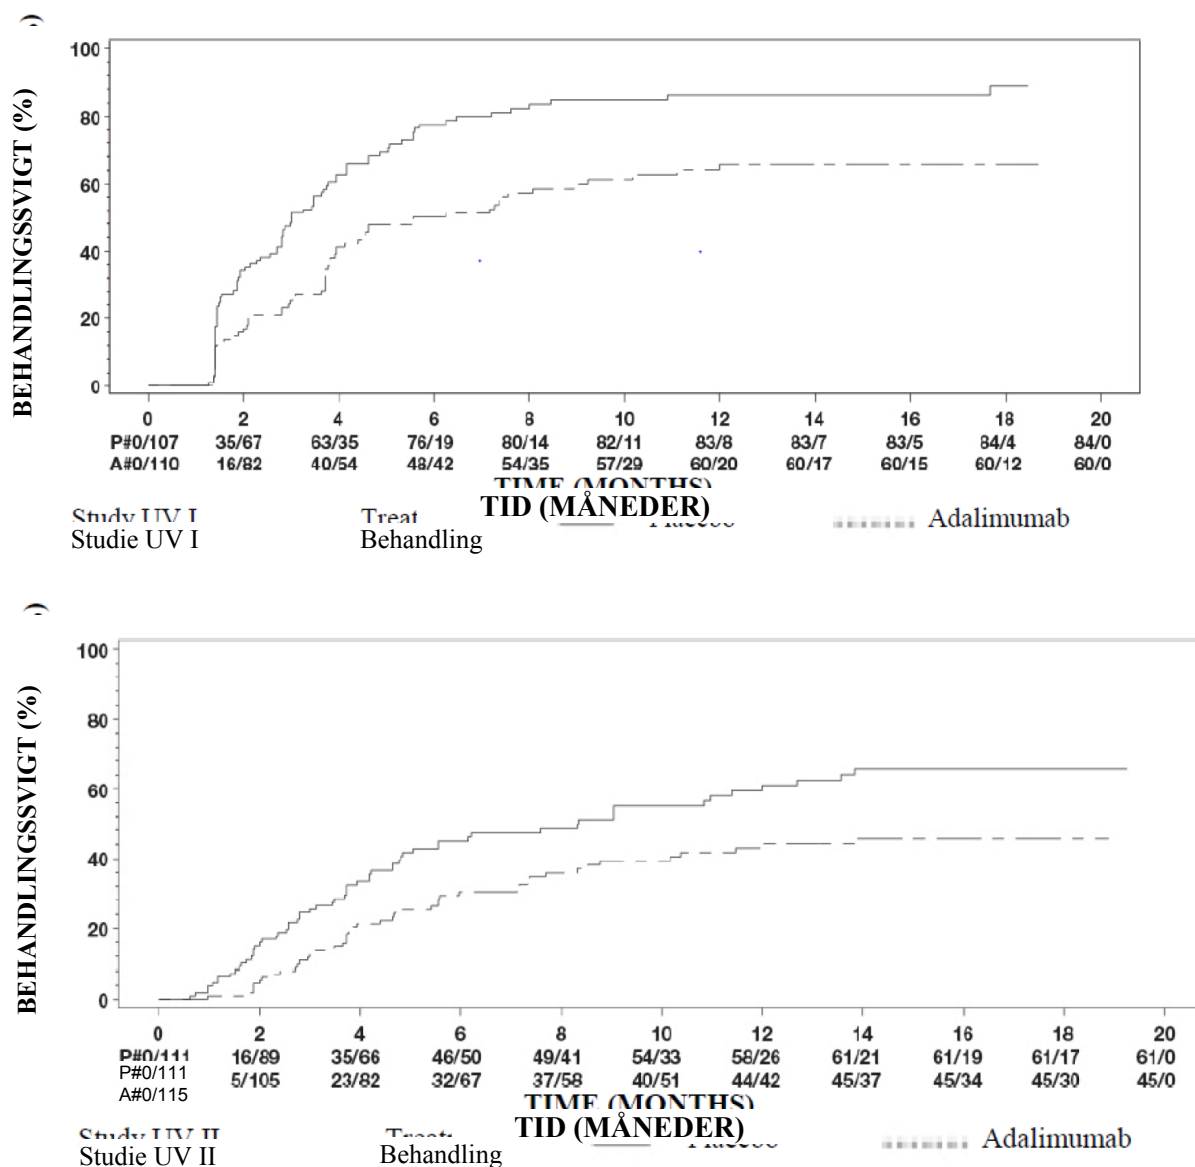 BEHANDLINGSSVIGT (%)
100
80
60
40
20
0
0 2 4 6 8 10 12 14 16 18 20
P#0/107 35/67 63/35 76/19 80/14 82/11 83/8 83/7 83/5 84/4 84/0
A#0/110 16/82 40/54 48/42 54/35 57/29 60/20 60/17 60/15 60/12 60/0
TIME (MONTHS)
TID (MÅNEDER)
Study UV I Treat Placebo Adalimumab
Studie UV I Behandling
BEHANDLINGSSVIGT (%)
100
80
60
40
20
0
0 2 4 6 8 10 12 14 16 18 20
P#0/111 16/89 35/66 46/50 49/41 54/33 58/26 61/21 61/19 61/17 61/0
P#0/111
A#0/115 5/105 23/82 32/67 37/58 40/51 44/42 45/37 45/34 45/30 45/0
TIME (MONTHS)
TID (MÅNEDER)
Study UV II Treat Placebo Adalimumab
Studie UV II Behandling